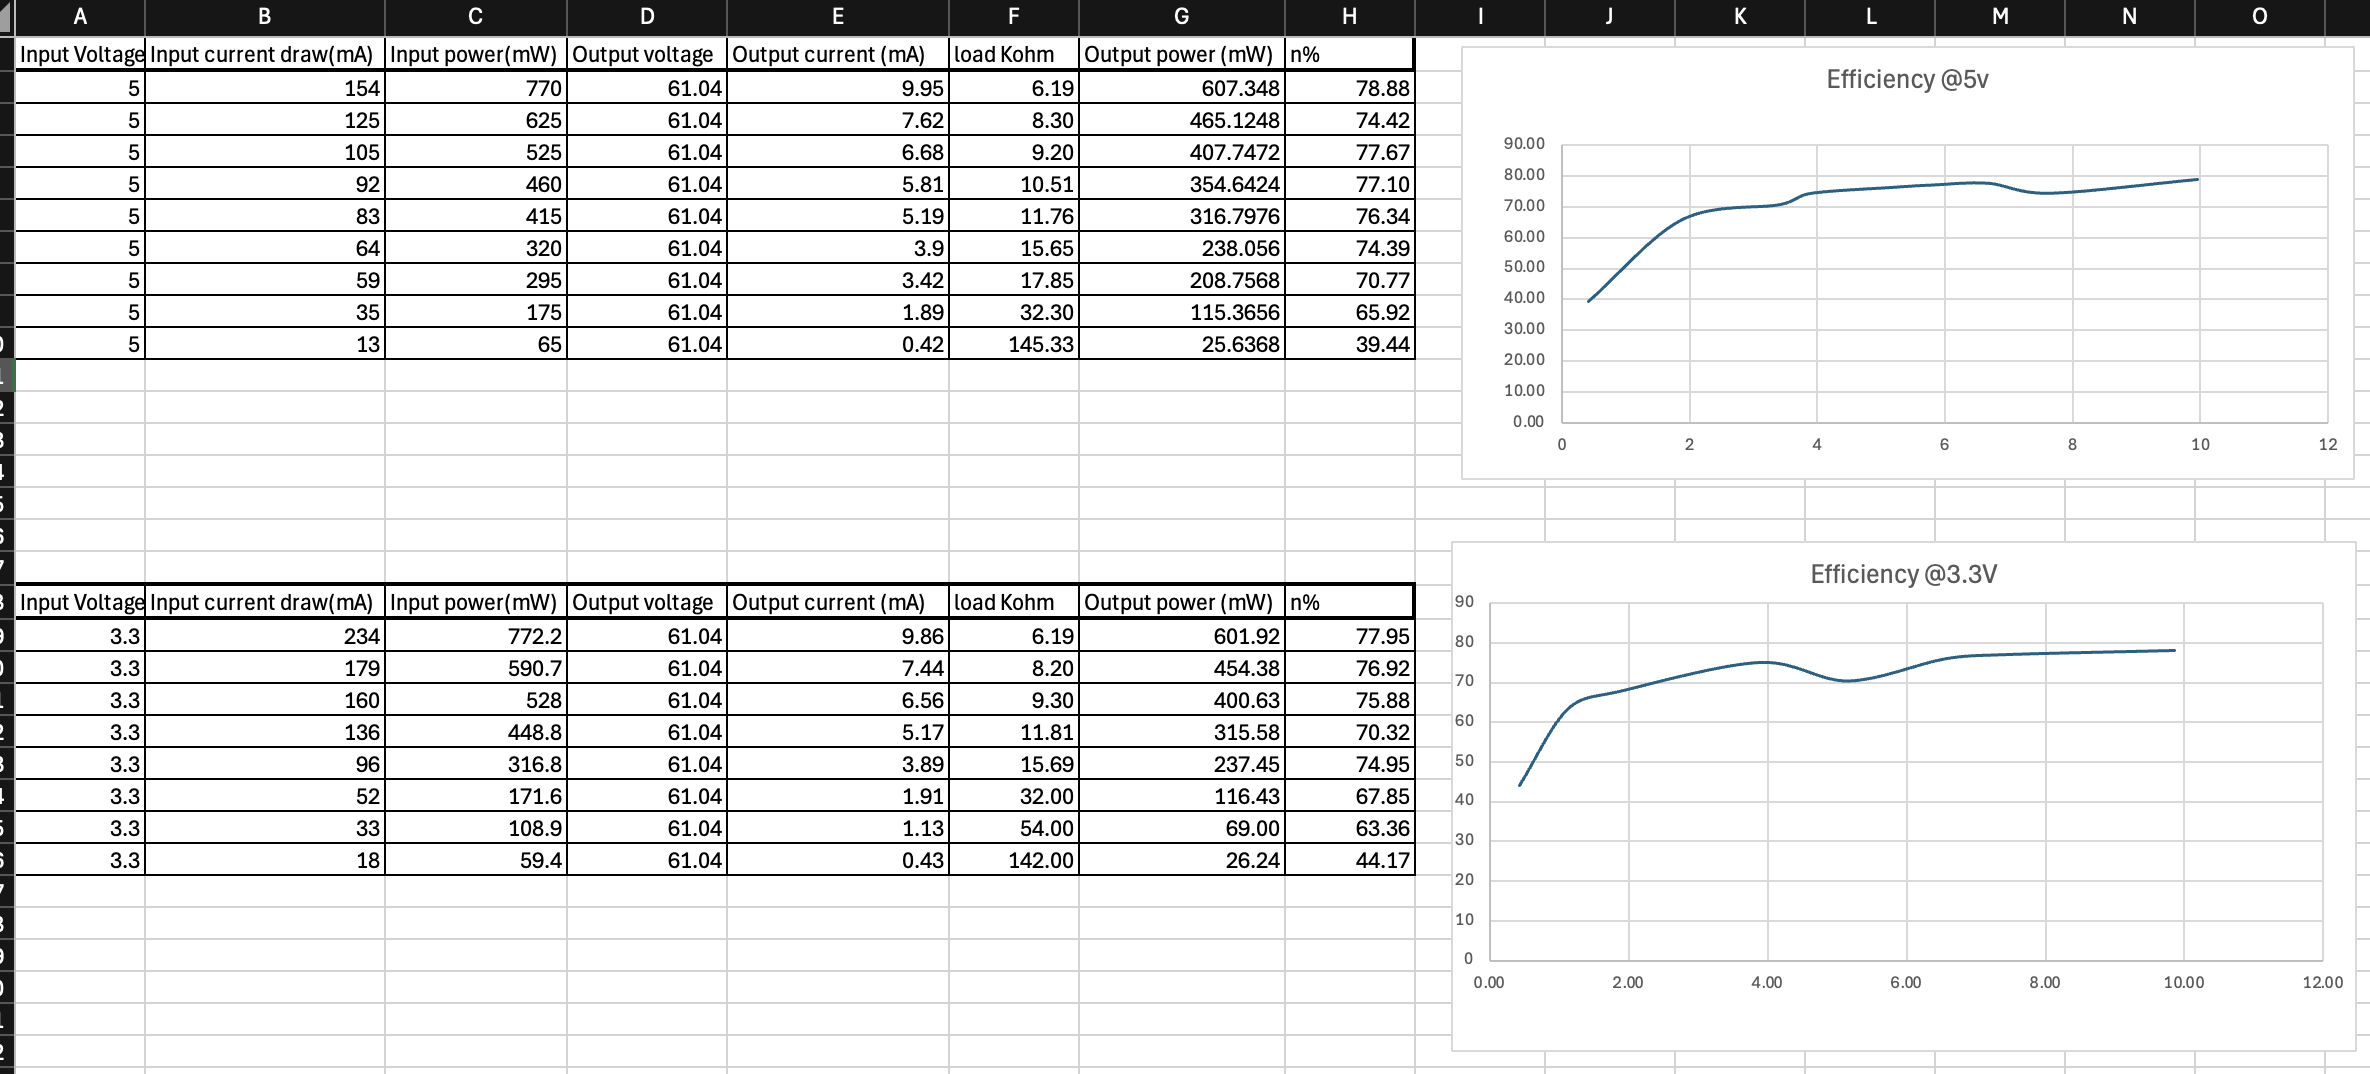 A B C D E F G H I J K L M N O
Input Voltage Input current draw(mA) Input power(mW) Output voltage Output current (mA) load Kohm Output power (mW) n%
5 154 770 61.04 9.95 6.19 607.348 78.88
5 125 625 61.04 7.62 8.30 465.1248 74.42
5 105 525 61.04 6.68 9.20 407.7472 77.67
5 92 460 61.04 5.81 10.51 354.6424 77.10
5 83 415 61.04 5.19 11.76 316.7976 76.34
5 64 320 61.04 3.9 15.65 238.056 74.39
5 59 295 61.04 3.42 17.85 208.7568 70.77
5 35 175 61.04 1.89 32.30 115.3656 65.92
5 13 65 61.04 0.42 145.33 25.6368 39.44
Efficiency @5v
90.00
80.00
70.00
60.00
50.00
40.00
30.00
20.00
10.00
0.00
0 2 4 6 8 10 12
Input Voltage Input current draw(mA) Input power(mW) Output voltage Output current (mA) load Kohm Output power (mW) n%
3.3 234 772.2 61.04 9.86 6.19 601.92 77.95
3.3 179 590.7 61.04 7.44 8.20 454.38 76.92
3.3 160 528 61.04 6.56 9.30 400.63 75.88
3.3 136 448.8 61.04 5.17 11.81 315.58 70.32
3.3 96 316.8 61.04 3.89 15.69 237.45 74.95
3.3 52 171.6 61.04 1.91 32.00 116.43 67.85
3.3 33 108.9 61.04 1.13 54.00 69.00 63.36
3.3 18 59.4 61.04 0.43 142.00 26.24 44.17
Efficiency @3.3V
90
80
70
60
50
40
30
20
10
0
0.00 2.00 4.00 6.00 8.00 10.00 12.00